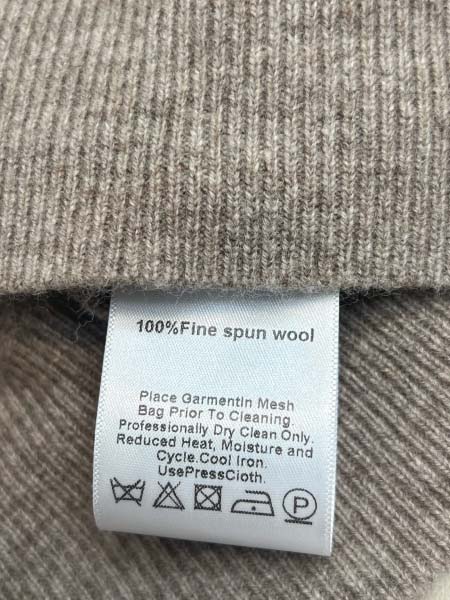 100%Fine spun wool
Place GarmentIn Mesh
Bag Prior To Cleaning.
Professionally Dry Clean Only.
Reduced Heat, Moisture and
Cycle.Cool Iron.
UsePressCloth.
P